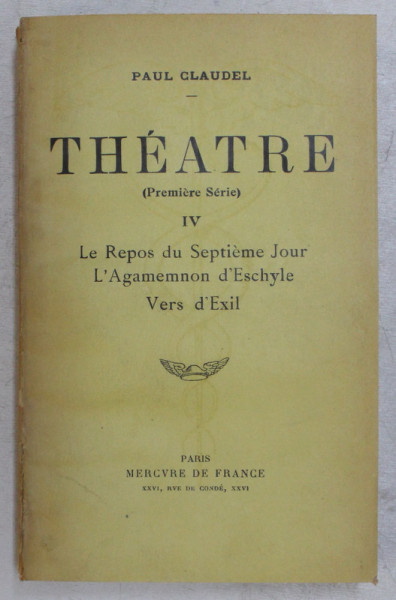 PAUL CLAUDEL
THÉATRE
(Première Série)
IV
Le Repos du Septième Jour
L'Agamemnon d'Eschyle
Vers d'Exil
PARIS
MERCVRE DE FRANCE
XXVI, RVE DE CONDÉ, XXVI